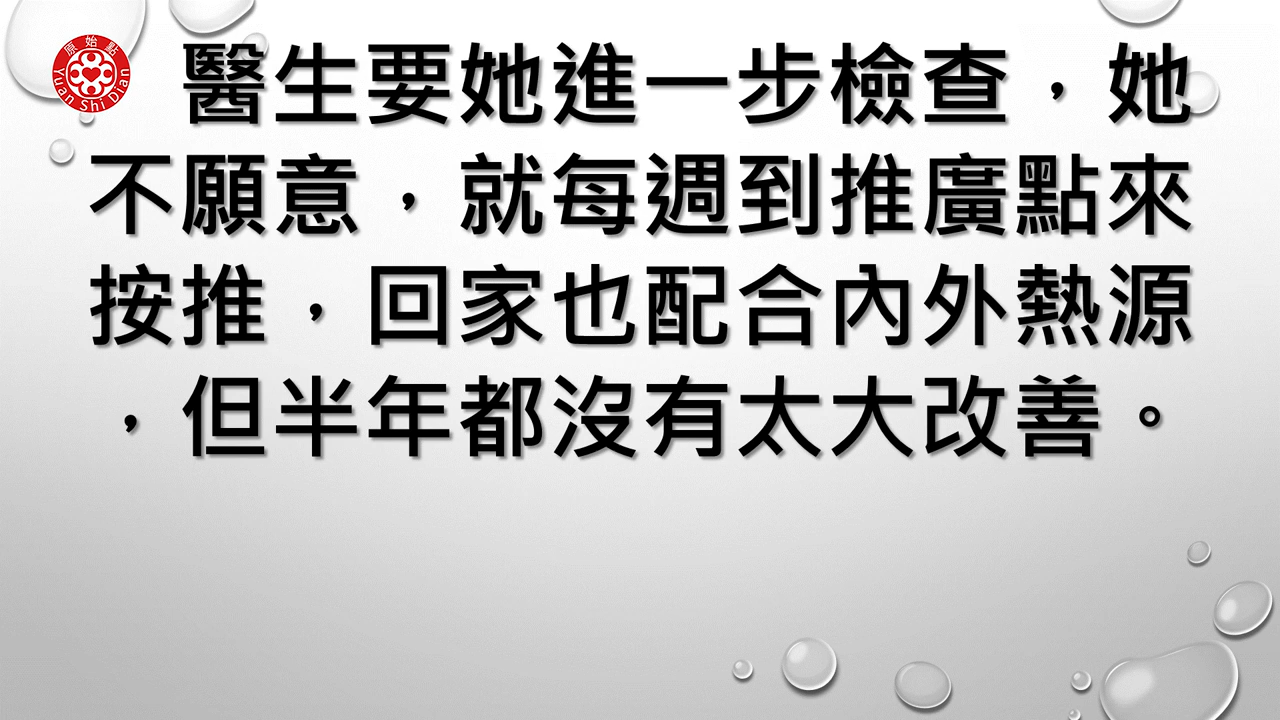 原始點
Yuan Shi Dian
醫生要她進一步檢查，她
不願意，就每週到推廣點來
按推，回家也配合內外熱源
，但半年都沒有太大改善。